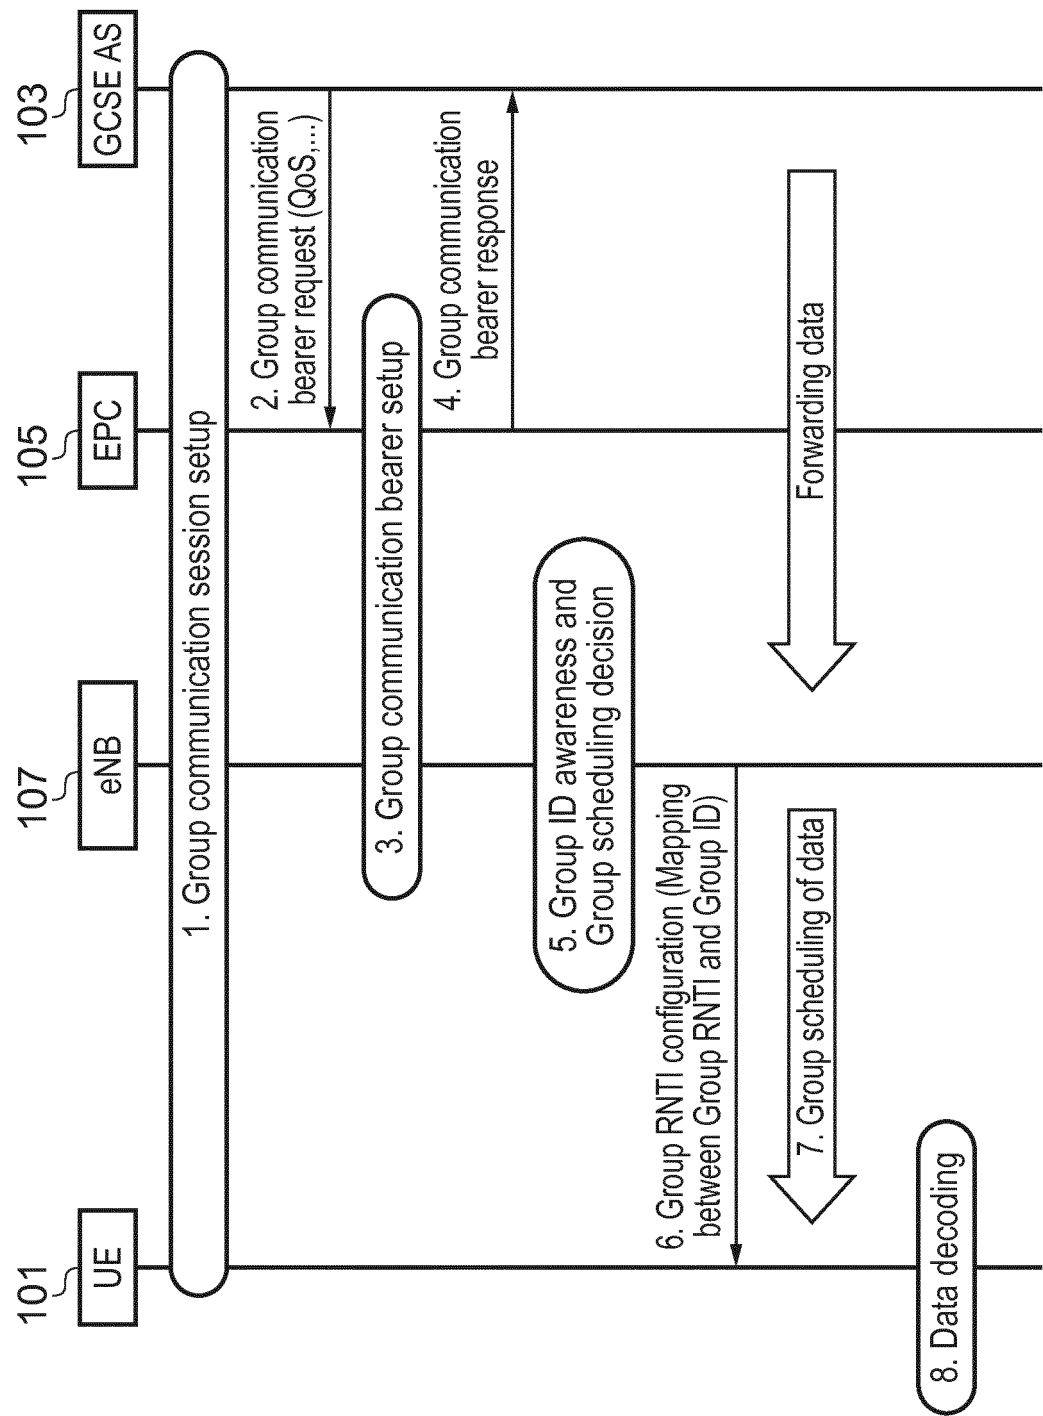 101
UE
107
eNB
105
EPC
103
GCSE AS
1. Group communication session setup
2. Group communication
bearer request (QoS,...)
3. Group communication bearer setup
4. Group communication
bearer response
5. Group ID awareness and
Group scheduling decision
6. Group RNTI configuration (Mapping
between Group RNTI and Group ID)
7. Group scheduling of data
Forwarding data
8. Data decoding